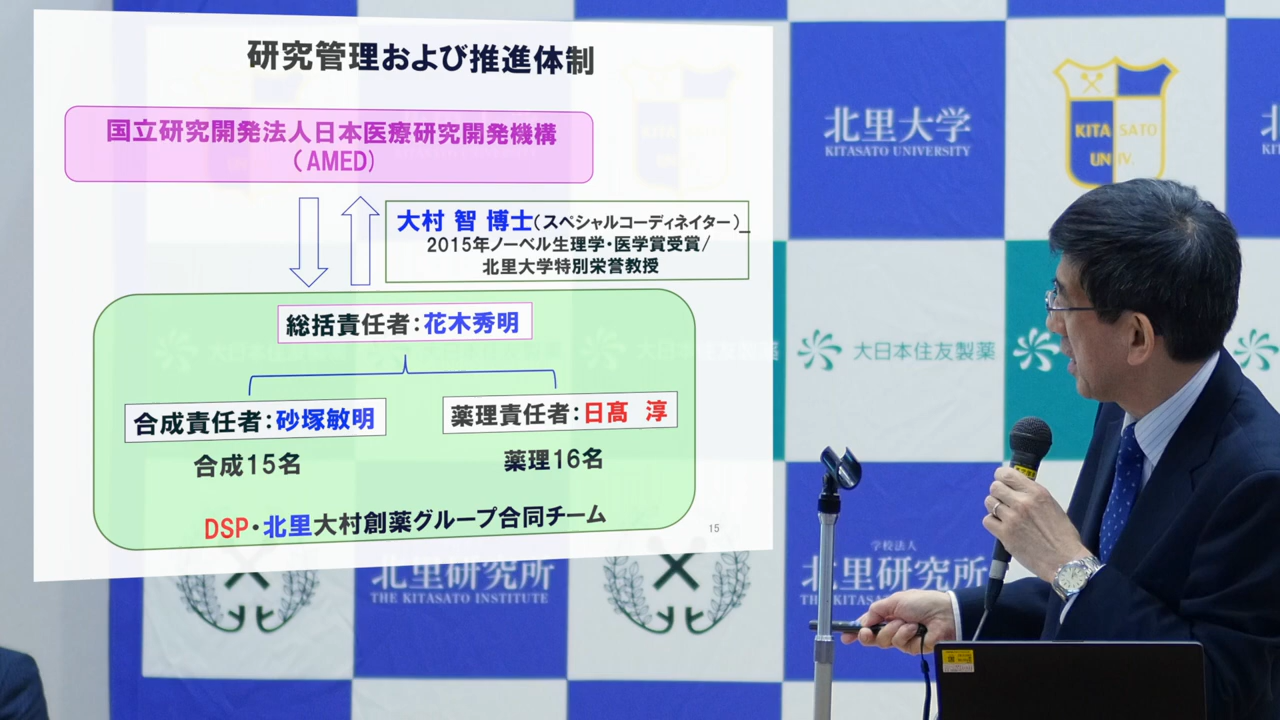 研究管理および推進体制
国立研究開発法人日本医療研究開発機構
(AMED)
大村 智 博士(スペシャルコーディネイター)
2015年ノーベル生理学・医学賞受賞/
北里大学特別栄誉教授
総括責任者:花木秀明
合成責任者:砂塚敏明
薬理責任者:日髙 淳
合成15名
薬理16名
DSP・北里大村創薬グループ合同チーム
15
北里大学
KITASATO UNIVERSITY
KITA SATO
UNIV.
大日本住友製薬
北里研究所
THE KITASATO INSTITUTE
学校法人
北里研究所